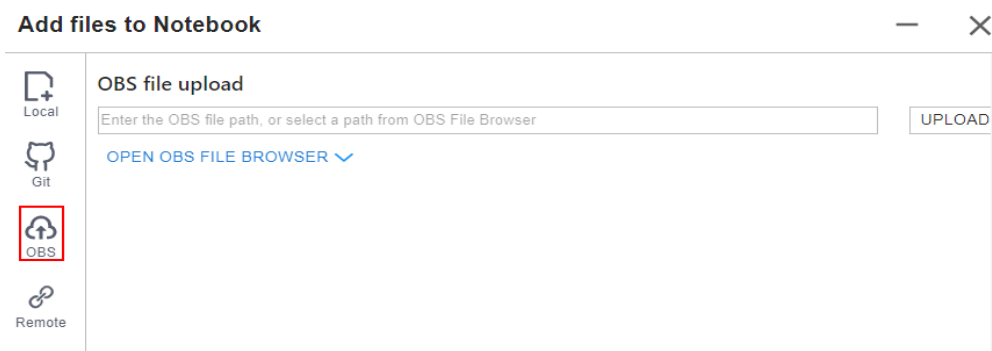 Add files to Notebook
Local
Git
OBS
Remote
OBS file upload
Enter the OBS file path, or select a path from OBS File Browser
UPLOAD
OPEN OBS FILE BROWSER